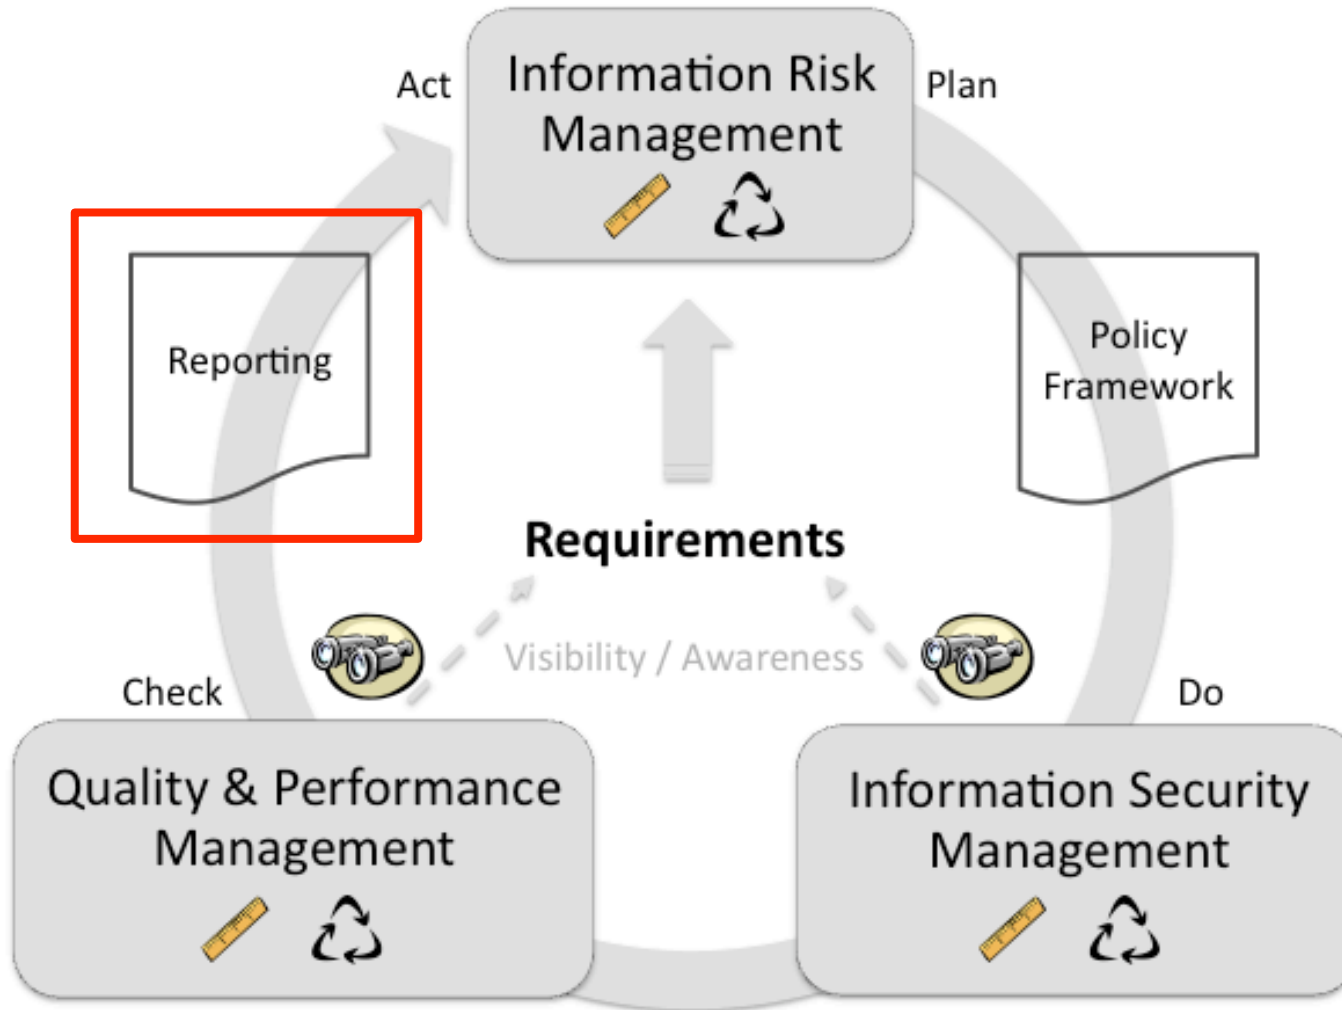 Act
Information Risk
Management
Plan
Reporting
Policy
Framework
Requirements
Visibility / Awareness
Check
Do
Quality & Performance
Management
Information Security
Management